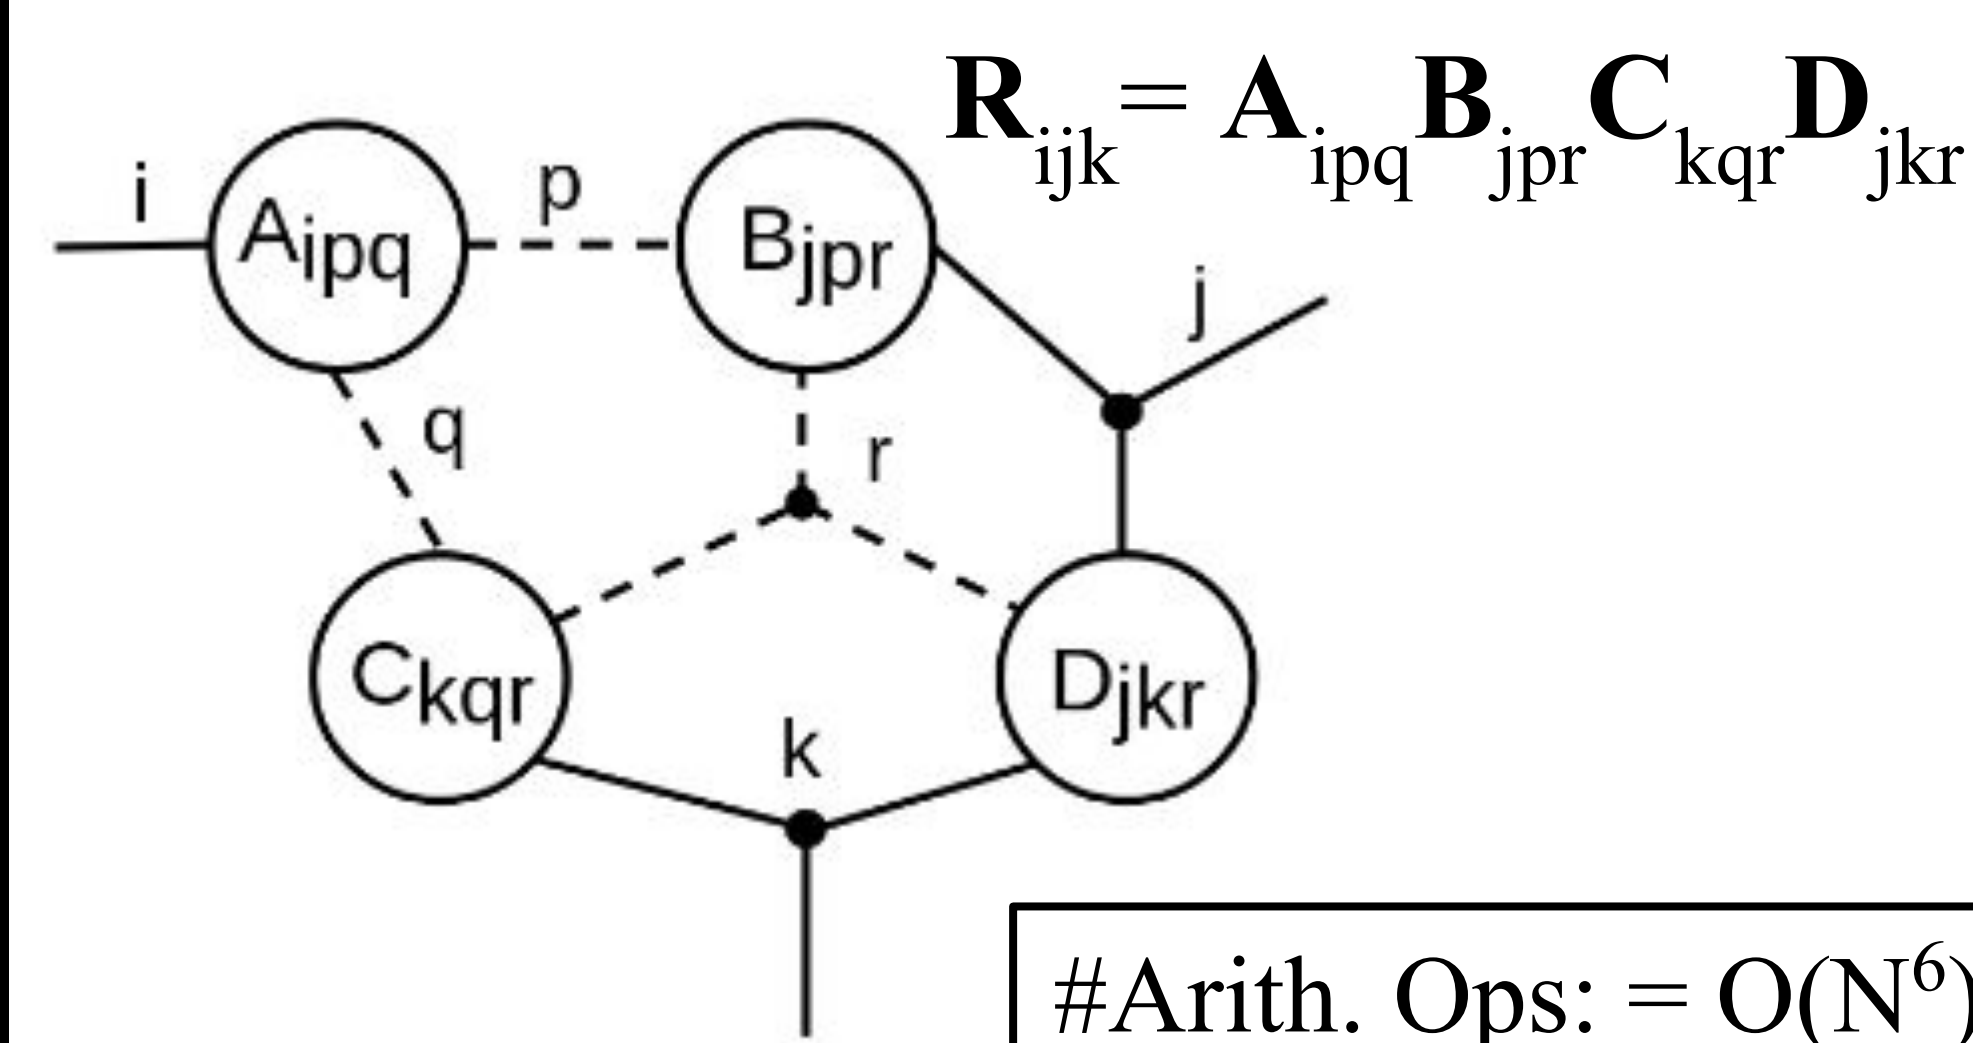 R_ijk = A_ipq B_jpr C_kqr D_jkr
i
A_ipq
p
B_jpr
j
q
r
C_kqr
k
D_jkr
#Arith. Ops: = O(N⁶)